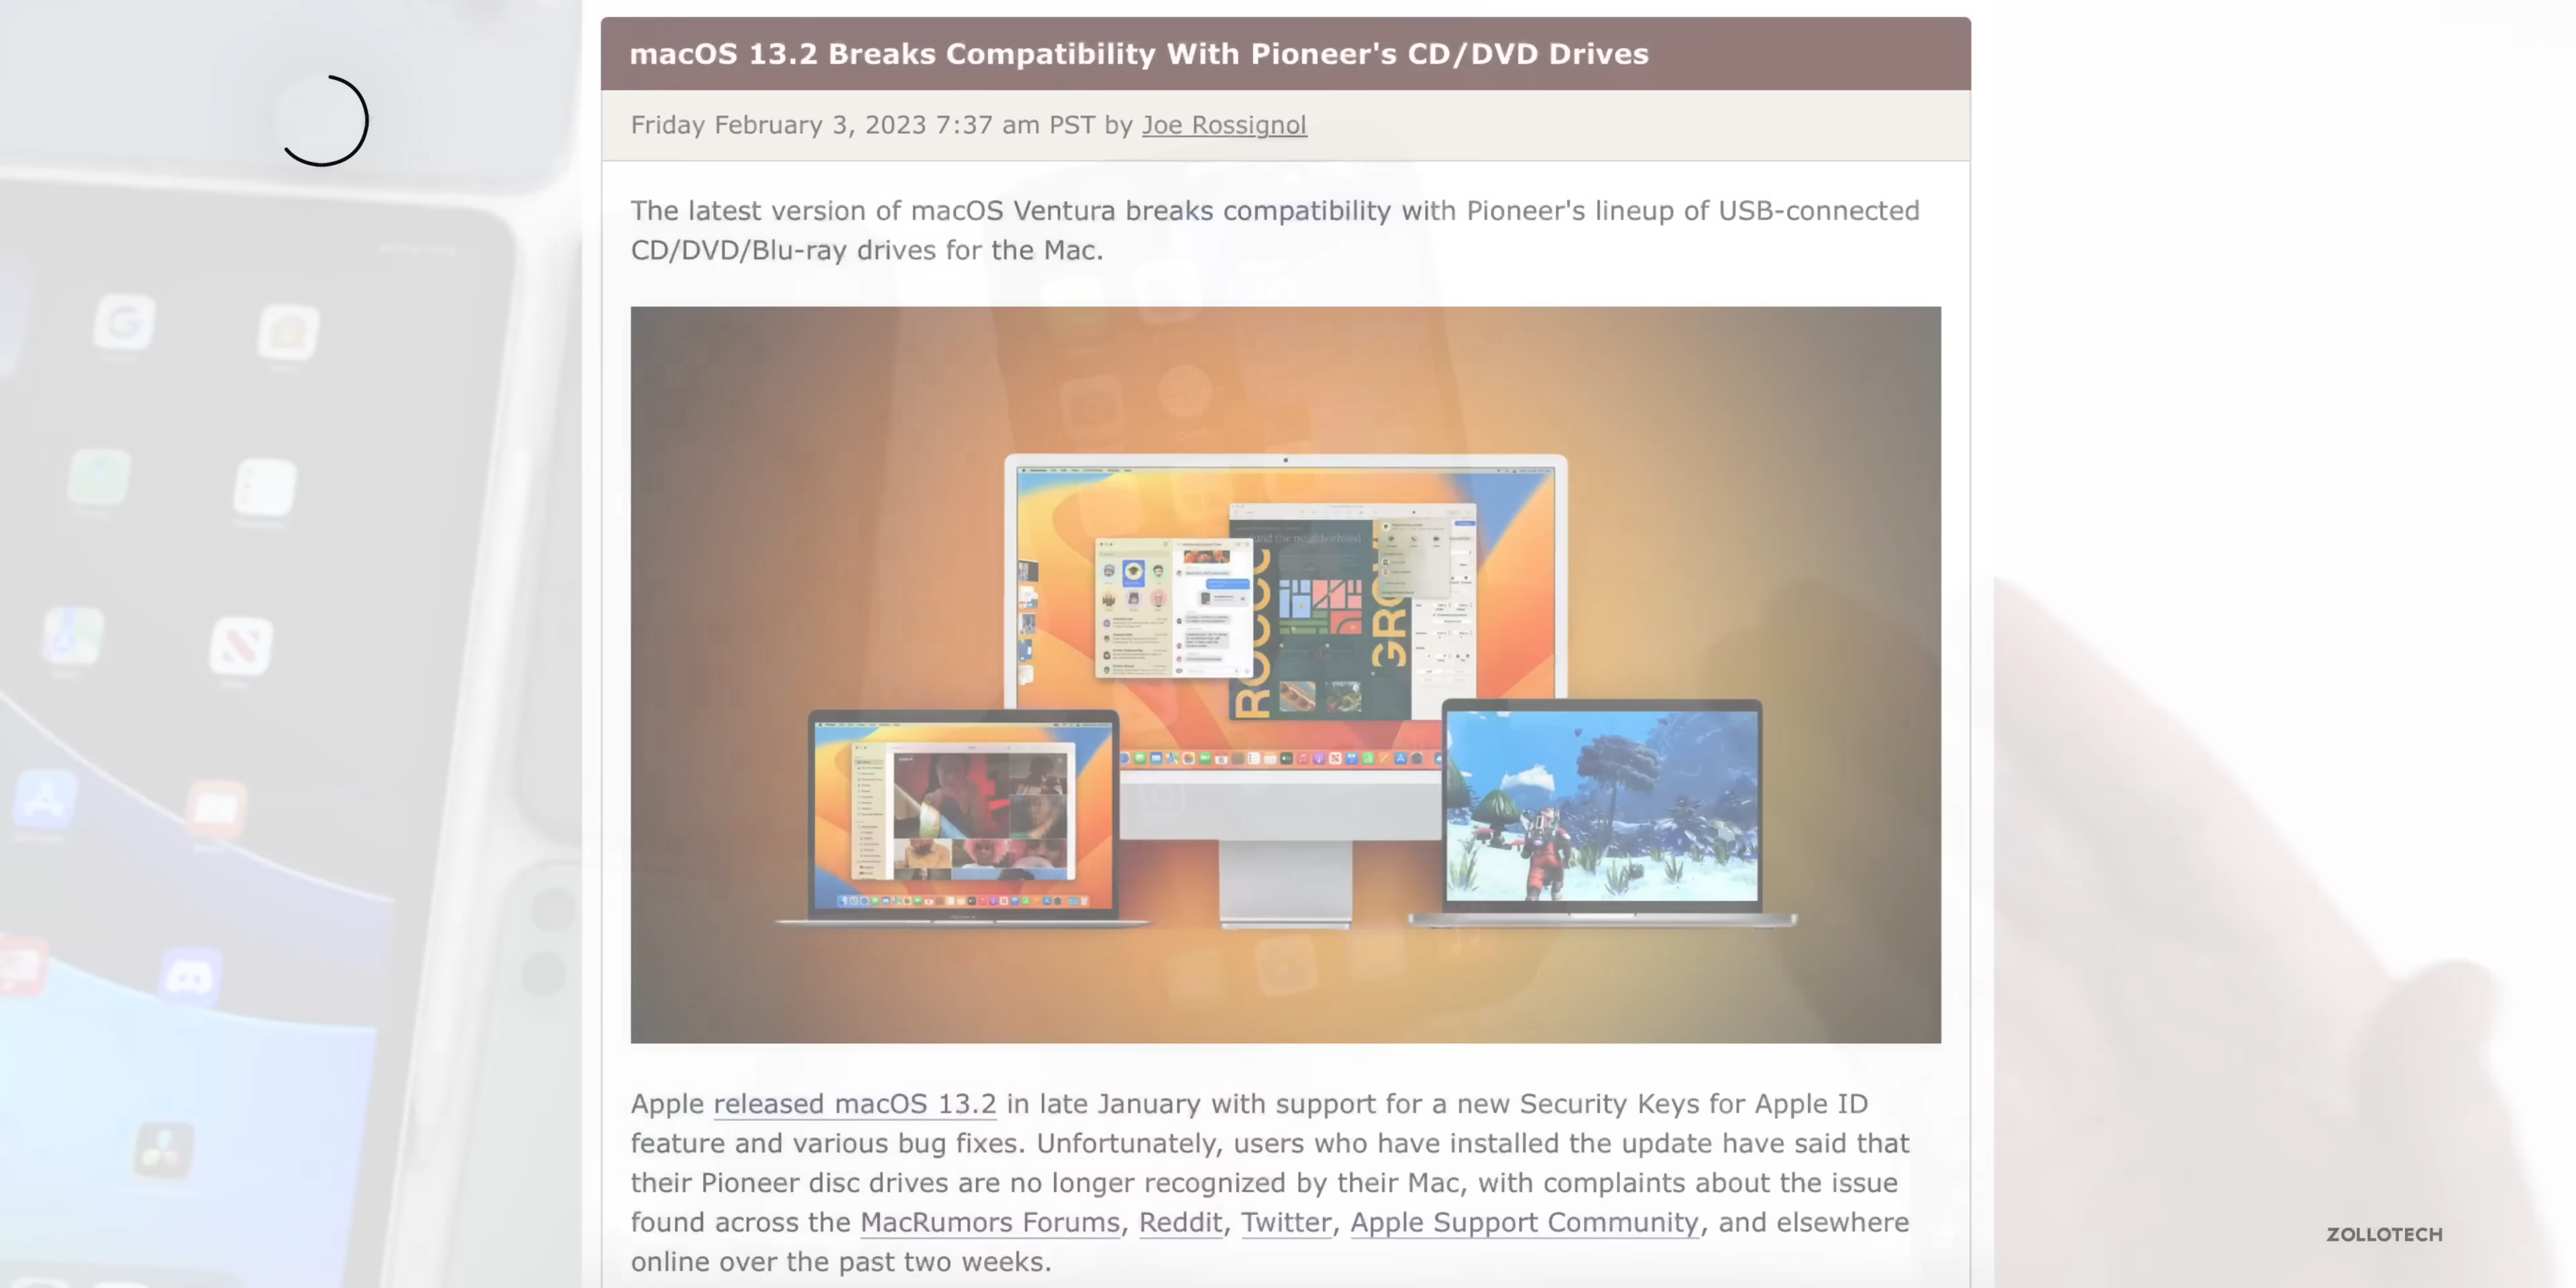 macOS 13.2 Breaks Compatibility With Pioneer's CD/DVD Drives
Friday February 3, 2023 7:37 am PST by Joe Rossignol
The latest version of macOS Ventura breaks compatibility with Pioneer's lineup of USB-connected
CD/DVD/Blu-ray drives for the Mac.
ROCCO
GRO
Apple released macOS 13.2 in late January with support for a new Security Keys for Apple ID
feature and various bug fixes. Unfortunately, users who have installed the update have said that
their Pioneer disc drives are no longer recognized by their Mac, with complaints about the issue
found across the MacRumors Forums, Reddit, Twitter, Apple Support Community, and elsewhere
online over the past two weeks.
ZOLLOTECH